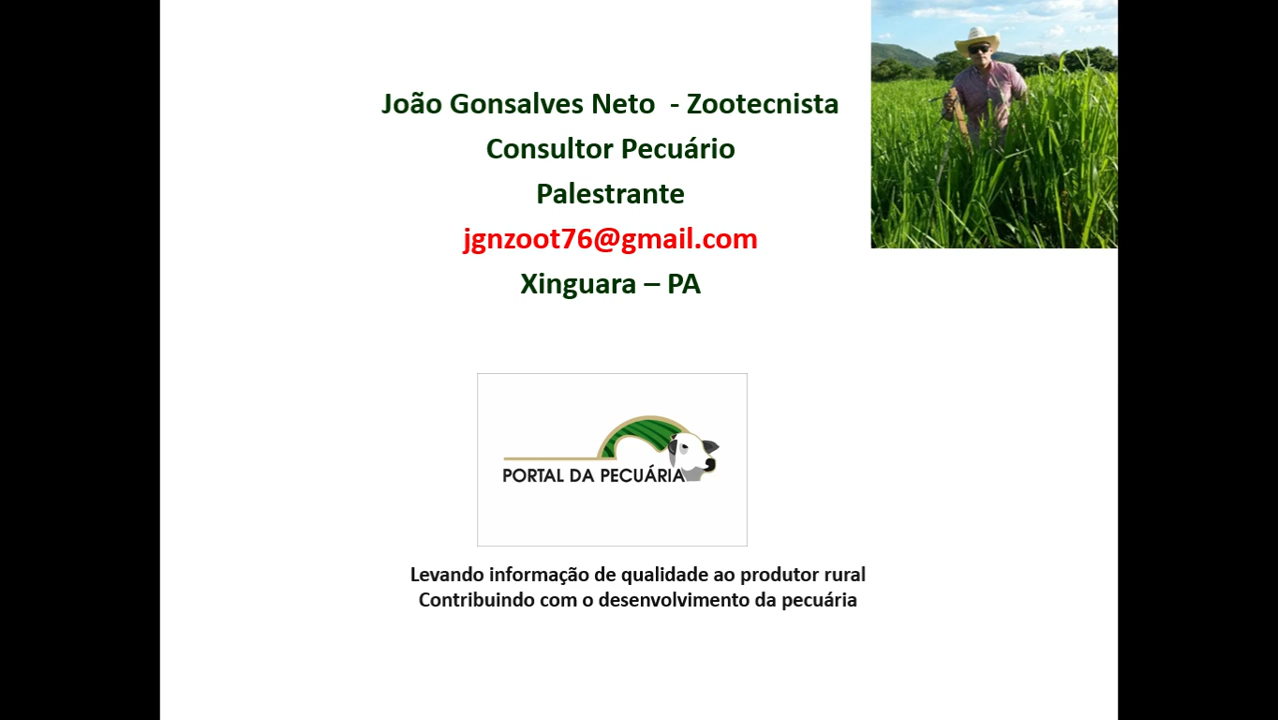 João Gonsalves Neto  - Zootecnista
Consultor Pecuário
Palestrante
jgnzoot76@gmail.com
Xinguara – PA
PORTAL DA PECUÁRIA
Levando informação de qualidade ao produtor rural
Contribuindo com o desenvolvimento da pecuária